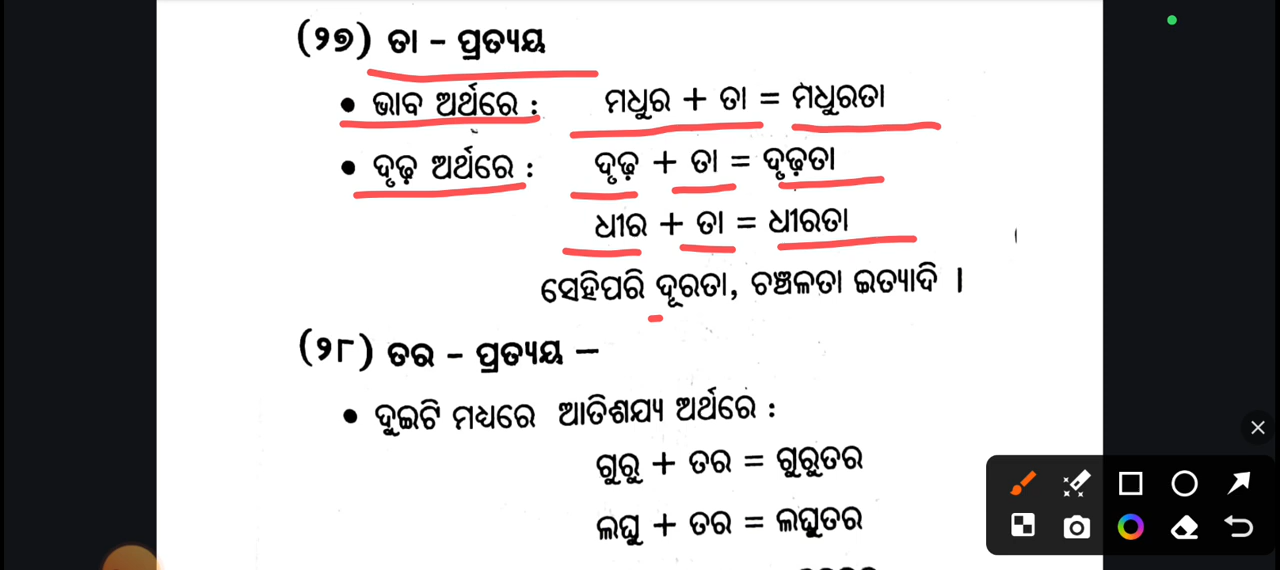 (୨୭) ତା - ପ୍ରତ୍ୟୟ
• ଭାବ ଅର୍ଥରେ : ମଧୁର + ତା = ମଧୁରତା
• ଦୃଢ଼ ଅର୍ଥରେ : ଦୃଢ଼ + ତା = ଦୃଢ଼ତା
ଧୀର + ତା = ଧୀରତା
ସେହିପରି ଦୂରତା, ଚଞ୍ଚଳତା ଇତ୍ୟାଦି ।
(୨୮) ତର - ପ୍ରତ୍ୟୟ —
• ଦୁଇଟି ମଧ୍ୟରେ ଆତିଶଯ୍ୟ ଅର୍ଥରେ :
ଗୁରୁ + ତର = ଗୁରୁତର
ଲଘୁ + ତର = ଲଘୁତର